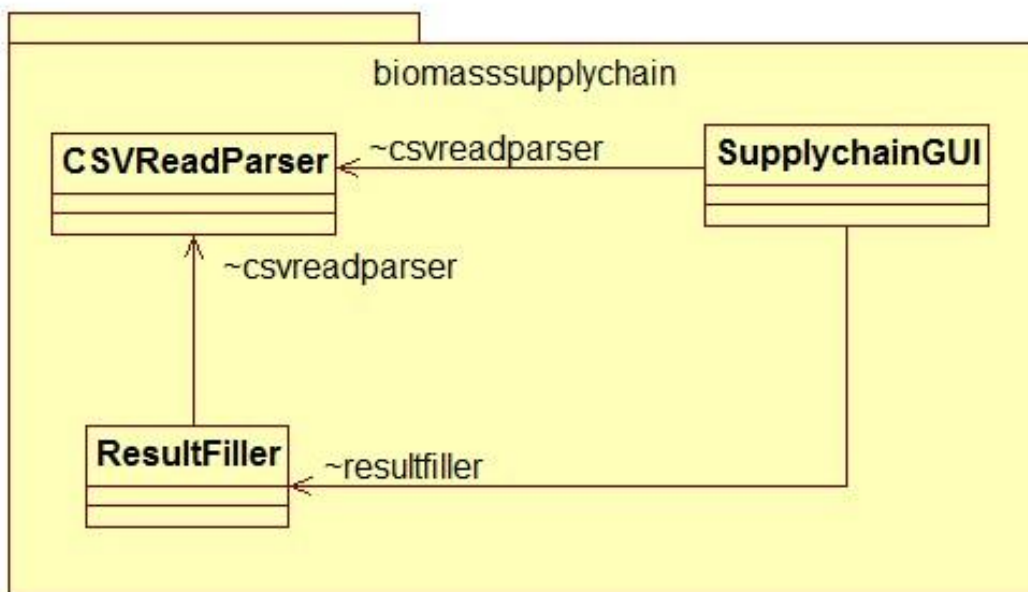 biomasssupplychain
CSVReadParser
~csvreadparser
SupplychainGUI
~csvreadparser
ResultFiller
~resultfiller